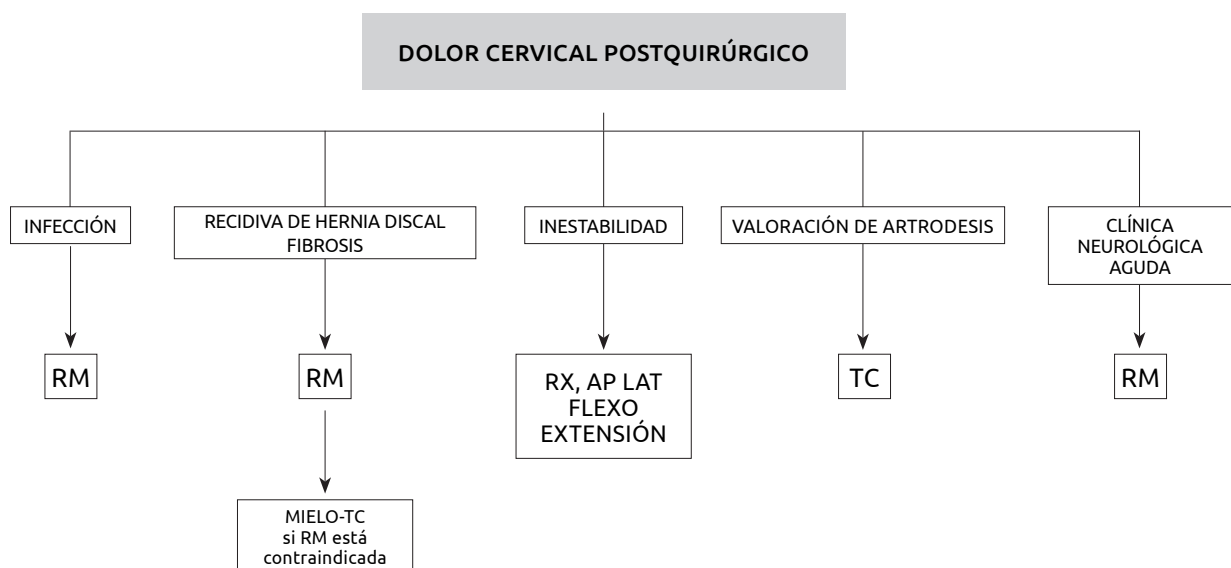 DOLOR CERVICAL POSTQUIRÚRGICO
INFECCIÓN
RECIDIVA DE HERNIA DISCAL
FIBROSIS
INESTABILIDAD
VALORACIÓN DE ARTRODESIS
CLÍNICA
NEUROLÓGICA
AGUDA
RM
RM
RX, AP LAT
FLEXO
EXTENSIÓN
TC
RM
MIELO-TC
si RM está
contraindicada